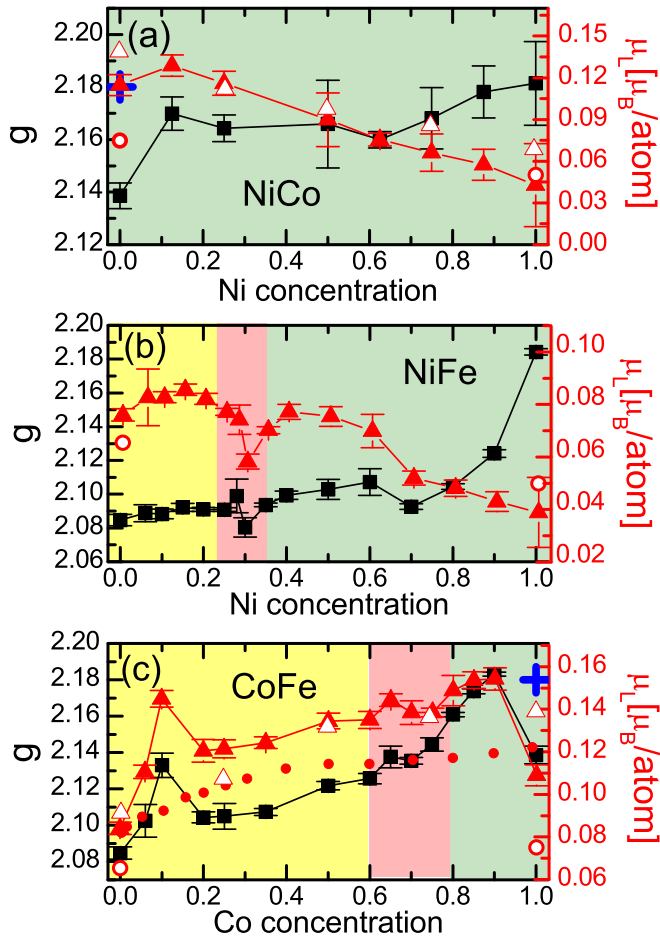 (a)
2.20
2.18
2.16
2.14
2.12
g
0.15
0.12
0.09
0.06
0.03
0.00
μL[μB/atom]
NiCo
0.0 0.2 0.4 0.6 0.8 1.0
Ni concentration
(b)
2.20
2.18
2.16
2.14
2.12
2.10
2.08
2.06
g
0.10
0.08
0.06
0.04
0.02
μL[μB/atom]
NiFe
0.0 0.2 0.4 0.6 0.8 1.0
Ni concentration
(c)
2.20
2.18
2.16
2.14
2.12
2.10
2.08
g
0.16
0.14
0.12
0.10
0.08
0.06
μL[μB/atom]
CoFe
0.0 0.2 0.4 0.6 0.8 1.0
Co concentration